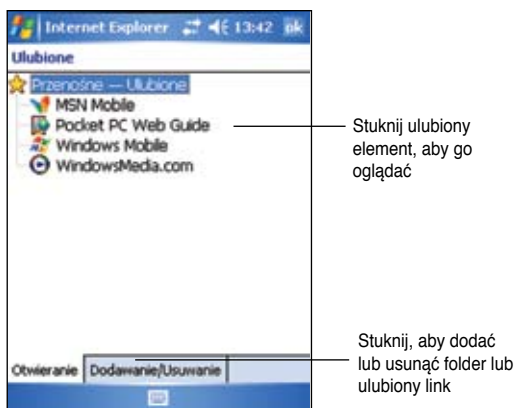 Internet Explorer 13:42 ok
Ulubione
Przenośne — Ulubione
MSN Mobile
Pocket PC Web Guide
Windows Mobile
WindowsMedia.com
Stuknij ulubiony
element, aby go
oglądać
Stuknij, aby dodać
lub usunąć folder lub
ulubiony link
Otwieranie Dodawanie/Usuwanie